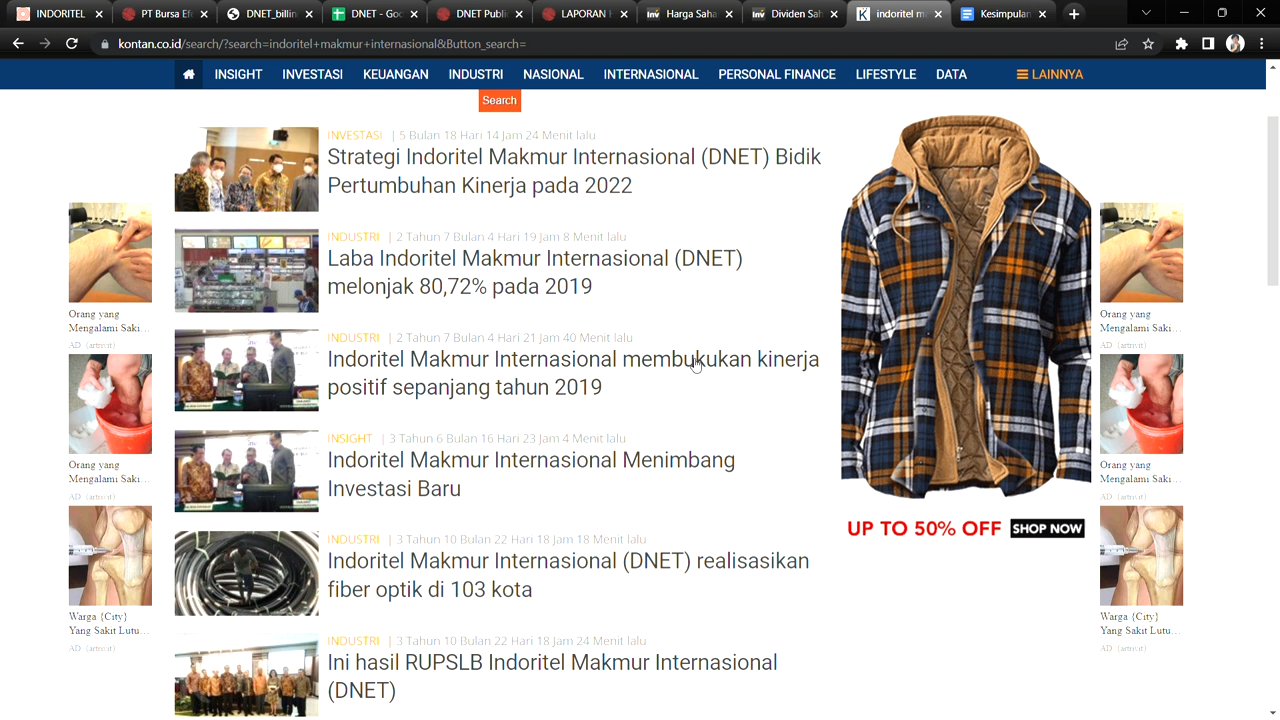 INDORITEL
PT Bursa Efe
DNET_billin
DNET - Goo
DNET Publi
LAPORAN
Harga Saha
Dividen Sah
indoritel m
Kesimpulan
kontan.co.id/search/?search=indoritel+makmur+internasional&Button_search=
INSIGHT INVESTASI KEUANGAN INDUSTRI NASIONAL INTERNASIONAL PERSONAL FINANCE LIFESTYLE DATA LAINNYA
Search
INVESTASI | 5 Bulan 18 Hari 14 Jam 24 Menit lalu
Strategi Indoritel Makmur Internasional (DNET) Bidik
Pertumbuhan Kinerja pada 2022
INDUSTRI | 2 Tahun 7 Bulan 4 Hari 19 Jam 8 Menit lalu
Laba Indoritel Makmur Internasional (DNET)
melonjak 80,72% pada 2019
INDUSTRI | 2 Tahun 7 Bulan 4 Hari 21 Jam 40 Menit lalu
Indoritel Makmur Internasional membukukan kinerja
positif sepanjang tahun 2019
INSIGHT | 3 Tahun 6 Bulan 16 Hari 23 Jam 4 Menit lalu
Indoritel Makmur Internasional Menimbang
Investasi Baru
INDUSTRI | 3 Tahun 10 Bulan 22 Hari 18 Jam 18 Menit lalu
Indoritel Makmur Internasional (DNET) realisasikan
fiber optik di 103 kota
INDUSTRI | 3 Tahun 10 Bulan 22 Hari 18 Jam 24 Menit lalu
Ini hasil RUPSLB Indoritel Makmur Internasional
(DNET)
Orang yang
Mengalami Saki...
AD (artrivit)
Orang yang
Mengalami Saki...
AD (artrivit)
Warga {City}
Yang Sakit Lutu...
AD (artrivit)
UP TO 50% OFF SHOP NOW
Orang yang
Mengalami Saki...
AD (artrivit)
Orang yang
Mengalami Saki...
AD (artrivit)
Warga {City}
Yang Sakit Lutu...
AD (artrivit)